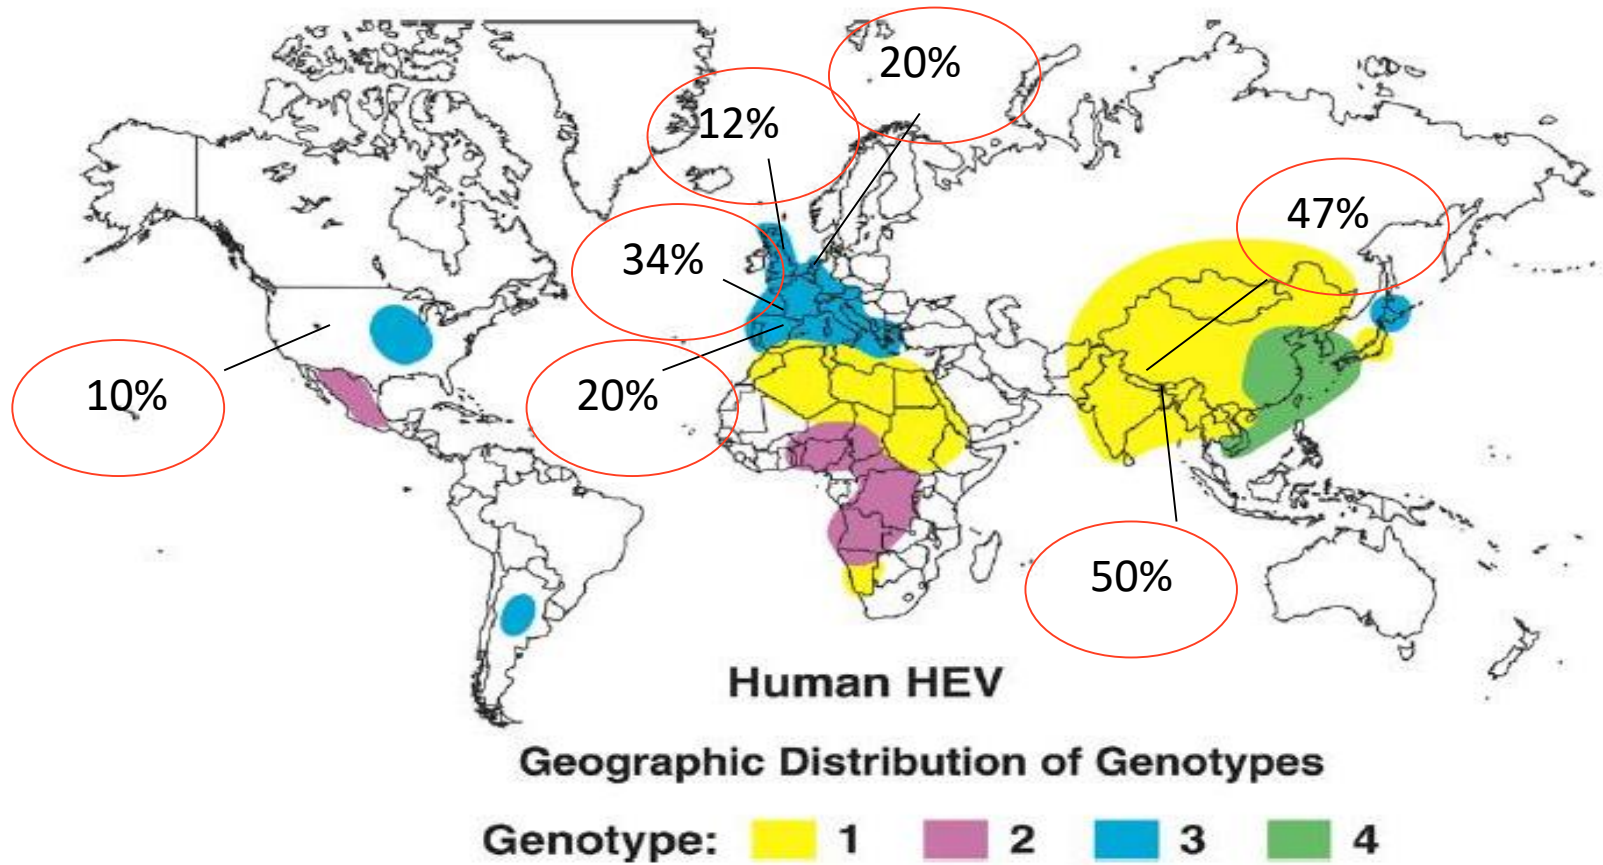 20%
12%
47%
34%
10%
20%
50%
Human HEV
Geographic Distribution of Genotypes
Genotype: 1 2 3 4